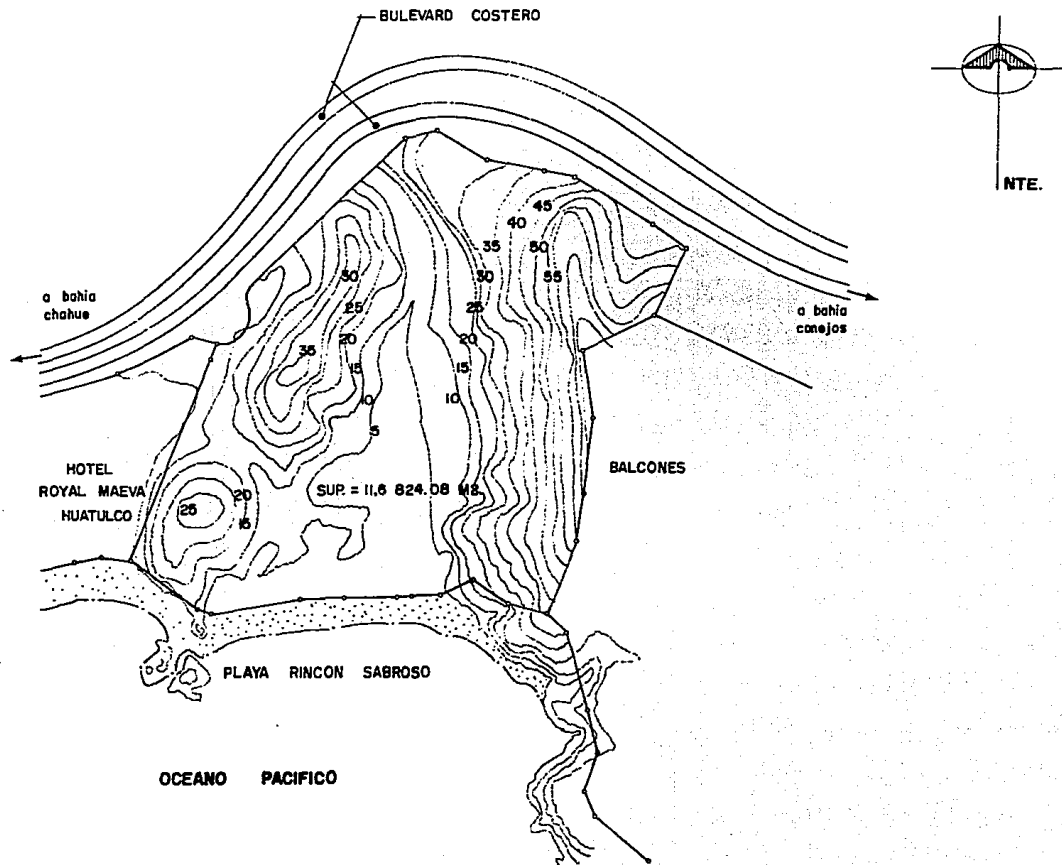 BULEVARD COSTERO
NTE.
45
40
35
50
30
30
55
25
25
a bahia
chahue
a bahia
conejos
20
20
35
15
15
10
10
5
HOTEL
ROYAL MAEVA
HUATULCO
BALCONES
SUP. = 11,6 824.08 M2.
20
25
15
PLAYA RINCON SABROSO
OCEANO PACIFICO